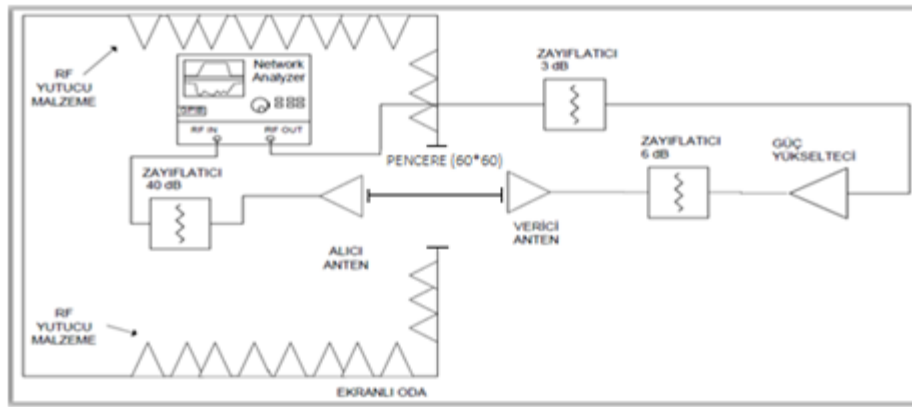 RF
YUTUCU
MALZEME
Network
Analyzer
GPIB
RF IN
RF OUT
ZAYIFLATICI
40 dB
ALICI
ANTEN
PENCERE (60*60)
VERİCİ
ANTEN
ZAYIFLATICI
3 dB
ZAYIFLATICI
6 dB
GÜÇ
YÜKSELTECİ
RF
YUTUCU
MALZEME
EKRANLI ODA